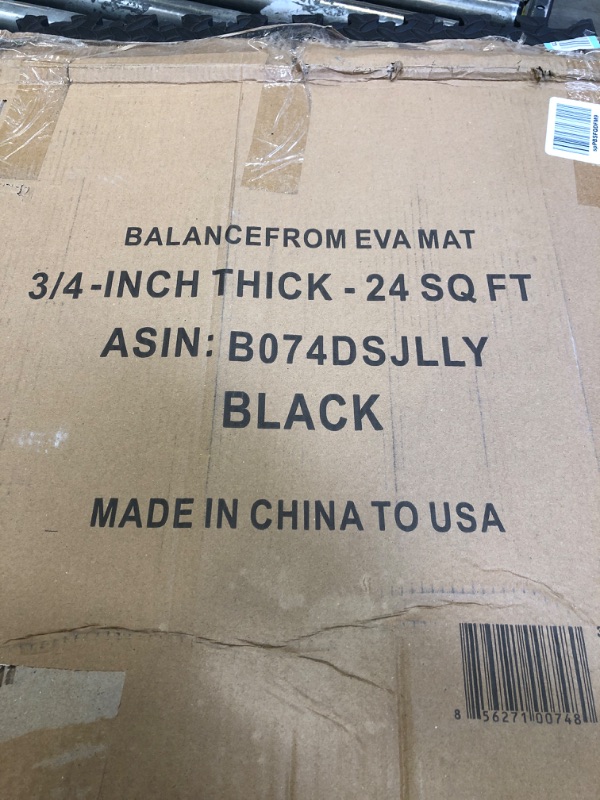 BALANCEFROM EVA MAT
3/4-INCH THICK - 24 SQ FT
ASIN: B074DSJLLY
BLACK
MADE IN CHINA TO USA
8 56271 00748